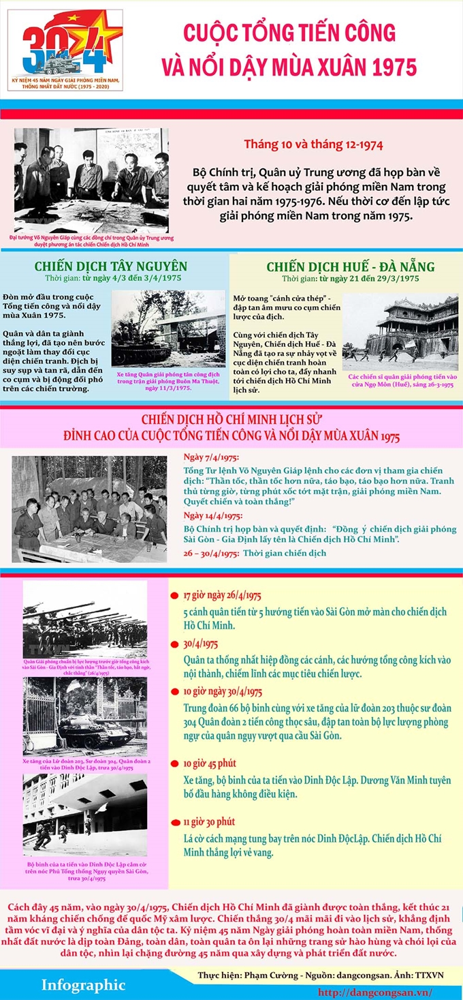 30-4
KỶ NIỆM 45 NĂM NGÀY GIẢI PHÓNG MIỀN NAM,
THỐNG NHẤT ĐẤT NƯỚC (1975 - 2020)
CUỘC TỔNG TIẾN CÔNG
VÀ NỔI DẬY MÙA XUÂN 1975
Đại tướng Võ Nguyên Giáp cùng các đồng chí trong Quân ủy Trung ương
duyệt phương án tác chiến Chiến dịch Hồ Chí Minh
Tháng 10 và tháng 12-1974
Bộ Chính trị, Quân uỷ Trung ương đã họp bàn về
quyết tâm và kế hoạch giải phóng miền Nam trong
thời gian hai năm 1975-1976. Nếu thời cơ đến lập tức
giải phóng miền Nam trong năm 1975.
CHIẾN DỊCH TÂY NGUYÊN
Thời gian: từ ngày 4/3 đến 3/4/1975
Đòn mở đầu trong cuộc
Tổng tiến công và nổi dậy
mùa Xuân 1975.
Quân và dân ta giành
thắng lợi, đã tạo nên bước
ngoặt làm thay đổi cục
diện chiến tranh. Địch bị
suy sụp và tan rã, dẫn đến
co cụm và bị động đối phó
trên các chiến trường.
Xe tăng Quân giải phóng tấn công địch
trong trận giải phóng Buôn Ma Thuột,
ngày 11/3/1975.
CHIẾN DỊCH HUẾ - ĐÀ NẴNG
Thời gian: từ ngày 21 đến 29/3/1975
Mở toang "cánh cửa thép” -
đập tan âm mưu co cụm chiến
lược của địch.
Cùng với chiến dịch Tây
Nguyên, Chiến dịch Huế - Đà
Nẵng đã tạo ra sự nhảy vọt về
cục diện chiến tranh hoàn
toàn có lợi cho ta, đẩy nhanh
tới chiến dịch Hồ Chí Minh
lịch sử.
Các chiến sĩ quân giải phóng tiến vào
cửa Ngọ Môn (Huế), sáng 26-3-1975
CHIẾN DỊCH HỒ CHÍ MINH LỊCH SỬ
ĐỈNH CAO CỦA CUỘC TỔNG TIẾN CÔNG VÀ NỔI DẬY MÙA XUÂN 1975
Ngày 7/4/1975:
Tổng Tư lệnh Võ Nguyên Giáp lệnh cho các đơn vị tham gia chiến
dịch: “Thần tốc, thần tốc hơn nữa, táo bạo, táo bạo hơn nữa. Tranh
thủ từng giờ, từng phút xốc tớt mặt trận, giải phóng miền Nam.
Quyết chiến và toàn thắng!”
Ngày 14/4/1975:
Bộ Chính trị họp bàn và quyết định: “Đồng ý chiến dịch giải phóng
Sài Gòn - Gia Định lấy tên là Chiến dịch Hồ Chí Minh”.
26 – 30/4/1975: Thời gian chiến dịch
TTXVN
Quân Giải phóng chuẩn bị lực lượng trước giờ tổng công kích
vào Sài Gòn - Gia Định với tinh thần "Thần tốc, táo bạo, bất ngờ,
chắc thắng" (26/4/1975)
Xe tăng của Lữ đoàn 203, Sư đoàn 304, Quân đoàn 2
tiến vào Dinh Độc Lập, trưa 30/4/1975
Bộ binh của ta tiến vào Dinh Độc Lập cắm cờ
trên nóc Phủ Tổng thống Ngụy quyền Sài Gòn,
trưa 30/4/1975
17 giờ ngày 26/4/1975
5 cánh quân tiến từ 5 hướng tiến vào Sài Gòn mở màn cho chiến dịch
Hồ Chí Minh.
30/4/1975
Quân ta thống nhất hiệp đồng các cánh, các hướng tổng công kích vào
nội thành, chiếm lĩnh các mục tiêu chiến lược.
10 giờ ngày 30/4/1975
Trung đoàn 66 bộ binh cùng với xe tăng của lữ đoàn 203 thuộc sư đoàn
304 Quân đoàn 2 tiến công thọc sâu, đập tan toàn bộ lực lượng phòng
ngự của quân ngụy vượt qua cầu Sài Gòn.
10 giờ 45 phút
Xe tăng, bộ binh của ta tiến vào Dinh Độc Lập. Dương Văn Minh tuyên
bố đầu hàng không điều kiện.
11 giờ 30 phút
Lá cờ cách mạng tung bay trên nóc Dinh ĐộcLập. Chiến dịch Hồ Chí
Minh thắng lợi vẻ vang.
Cách đây 45 năm, vào ngày 30/4/1975, Chiến dịch Hồ Chí Minh đã giành được toàn thắng, kết thúc 21
năm kháng chiến chống đế quốc Mỹ xâm lược. Chiến thắng 30/4 mãi mãi đi vào lịch sử, khẳng định
tầm vóc vĩ đại và ý nghĩa của dân tộc ta. Kỷ niệm 45 năm Ngày giải phóng hoàn toàn miền Nam, thống
nhất đất nước là dịp toàn Đảng, toàn dân, toàn quân ta ôn lại những trang sử hào hùng và chói lọi của
dân tộc, nhìn lại chặng đường 45 năm qua xây dựng và phát triển đất nước.
Infographic
Thực hiện: Phạm Cường - Nguồn: dangcongsan. Ảnh: TTXVN
http://dangcongsan.vn/